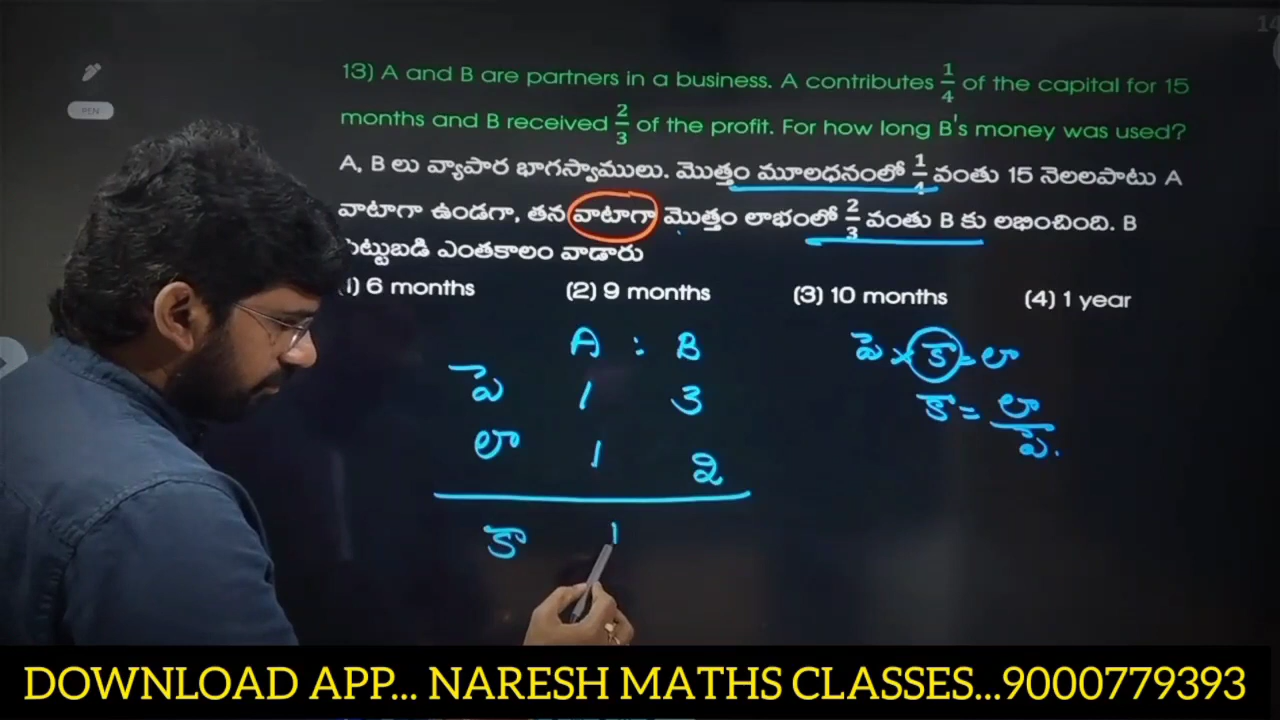 14
PEN
13) A and B are partners in a business. A contributes 1/4 of the capital for 15
months and B received 2/3 of the profit. For how long B's money was used?
A, B లు వ్యాపార భాగస్వాములు. మొత్తం మూలధనంలో 1/4 వంతు 15 నెలలపాటు A
వాటాగా ఉండగా, తన వాటాగా మొత్తం లాభంలో 2/3 వంతు B కు లభించింది. B
ఎంతకాలం వాడారు
6 months (2) 9 months (3) 10 months (4) 1 year
A : B
పె 1 3
లా 1 2
కా 1
పె × కా = లా
కా = లా/పె.
DOWNLOAD APP... NARESH MATHS CLASSES...9000779393